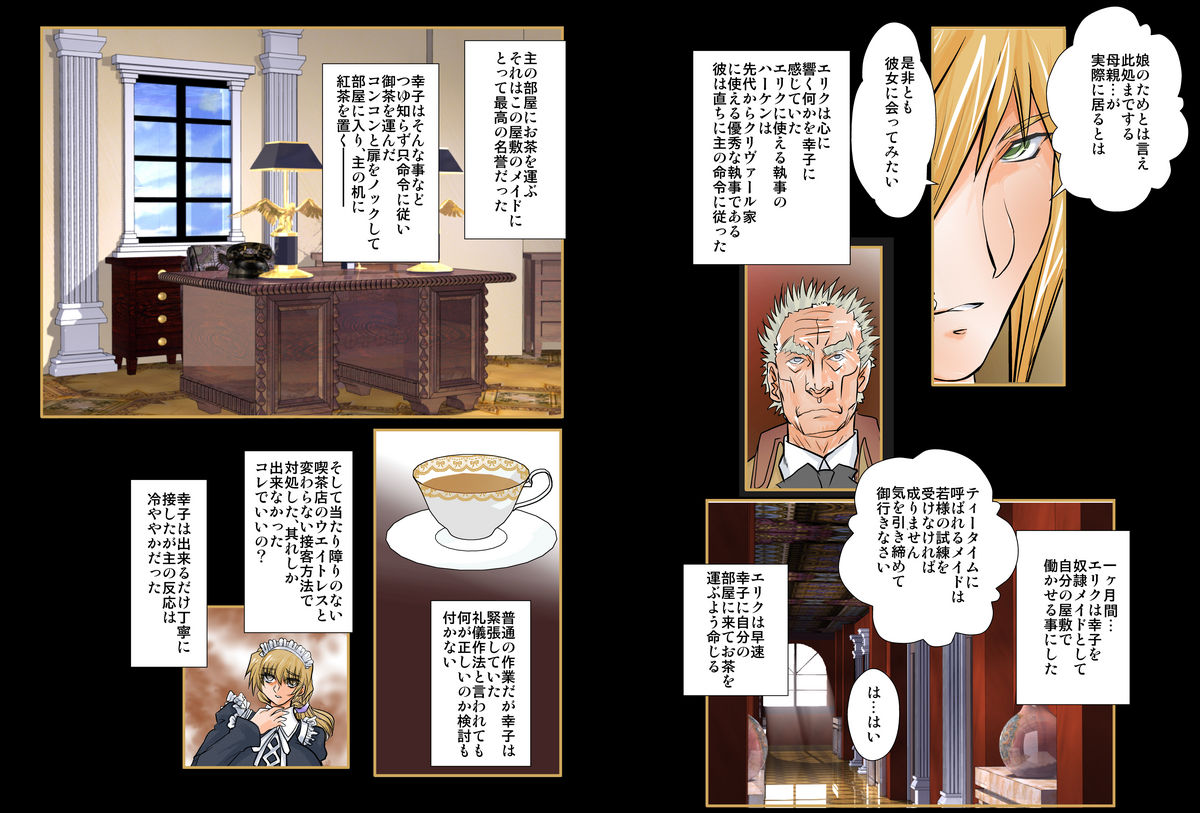 娘のためとは言え
此処までする
母親…が
実際に居るとは
是非とも
彼女に会ってみたい
エリクは心に
響く何かを幸子に
感じていた
エリクに使える執事の
ハーケンは
先代からクリヴァール家
に使える優秀な執事である
彼は直ちに主の命令に従った
一ヶ月間…
エリクは幸子を
奴隷メイドとして
自分の屋敷で
働かせる事にした
ティータイムに
呼ばれるメイドは
若様の試練を
受けなければ
成りません
気を引き締めて
御行きなさい
は…はい
エリクは早速
幸子に自分の
部屋に来てお茶を
運ぶよう命じる
主の部屋にお茶を運ぶ
それはこの屋敷のメイドに
とって最高の名誉だった
幸子はそんな事など
つゆ知らず只命令に従い
御茶を運んだ
コンコンと扉をノックして
部屋に入り、主の机に
紅茶を置く――
普通の作業だが幸子は
緊張していた
礼儀作法と言われても
何が正しいのか検討も
付かない
そして当たり障りのない
喫茶店のウエイトレスと
変わらない接客方法で
対処した、其れしか
出来なかった
コレでいいの？
幸子は出来るだけ丁寧に
接したが主の反応は
冷ややかだった